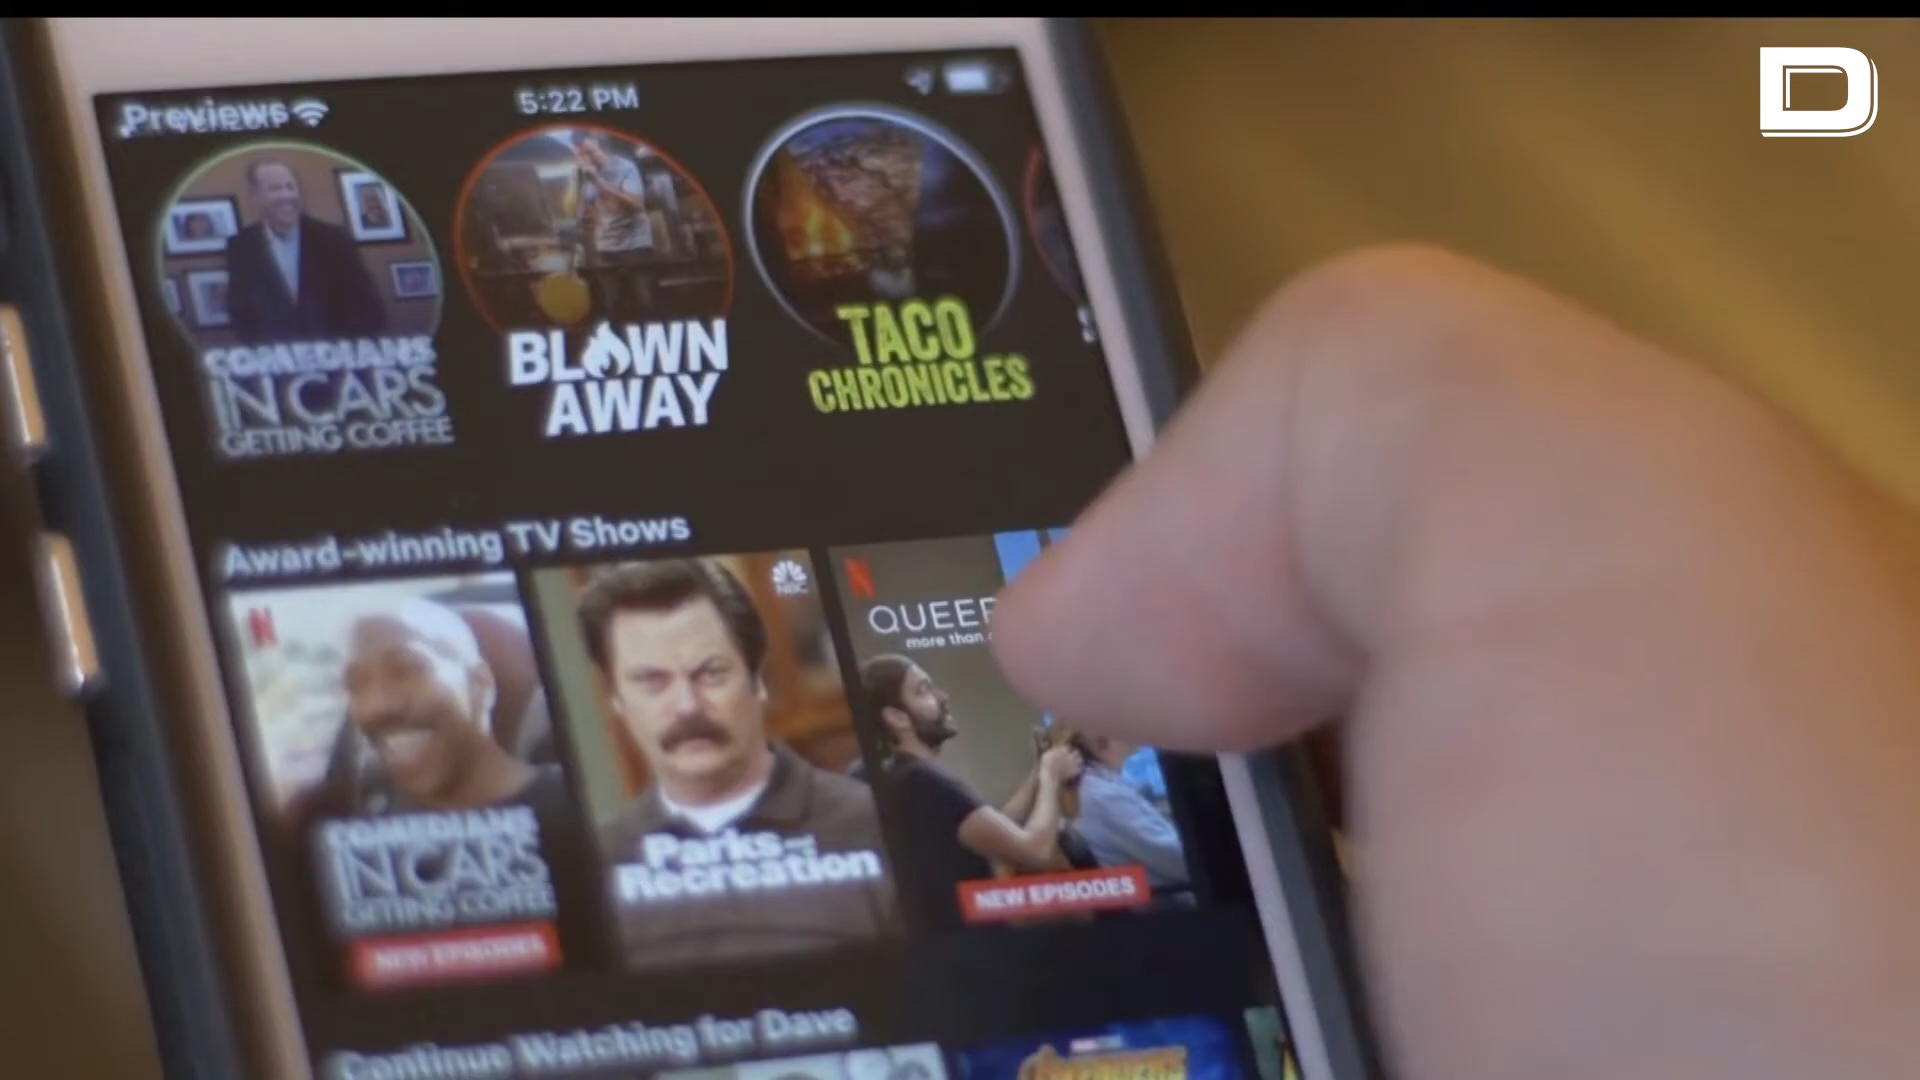 D
Previews
5:22 PM
COMEDIANS
IN CARS
GETTING COFFEE
BLOWN
AWAY
TACO
CHRONICLES
Award-winning TV Shows
N
COMEDIANS
IN CARS
GETTING COFFEE
NEW EPISODES
NBC
Parks and
Recreation
N
QUEER
more than
NEW EPISODES
Continue Watching for Dave
AVENGERS